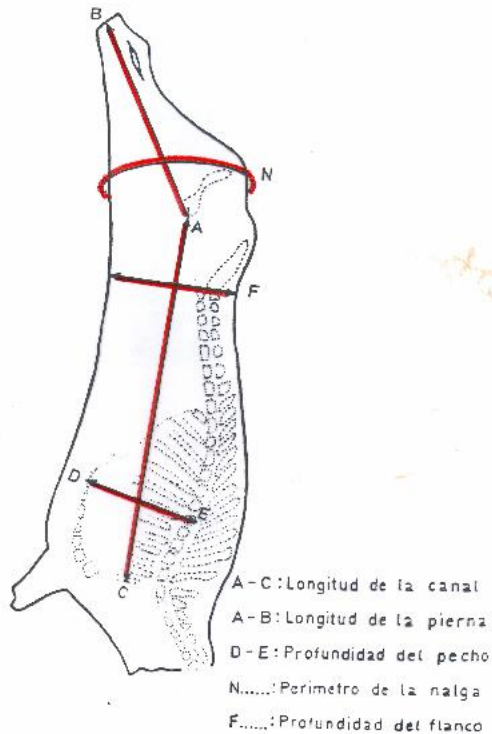 B
N
A
F
D
E
C
A-C: Longitud de la canal
A-B: Longitud de la pierna
D-E: Profundidad del pecho
N.....: Perimetro de la nalga
F.....: Profundidad del flanco